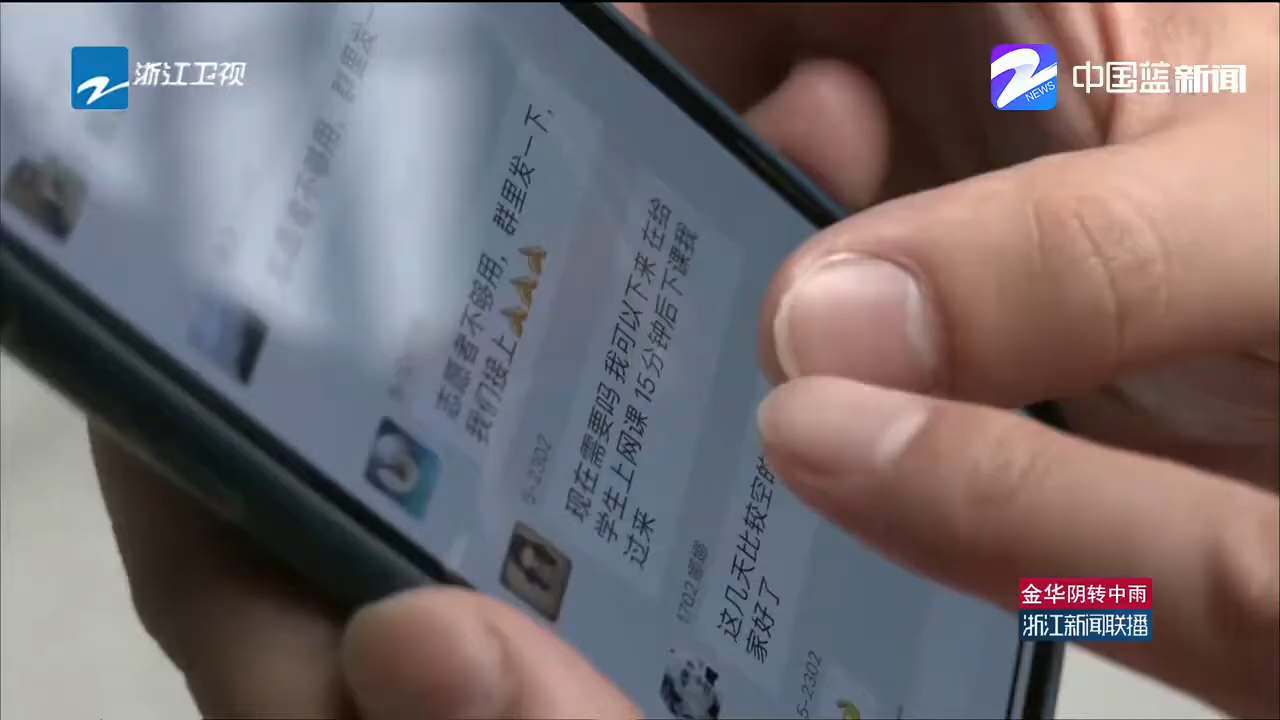 浙江卫视
NEWS
中国蓝新闻
志愿者不够用，群里发一下，
我们接上🙏🙏🙏
5-2302
现在需要吗 我可以下来 在给
学生上网课 15分钟后下课我
过来
1702
这几天比较空的
家好了
5-2302
金华阴转中雨
浙江新闻联播